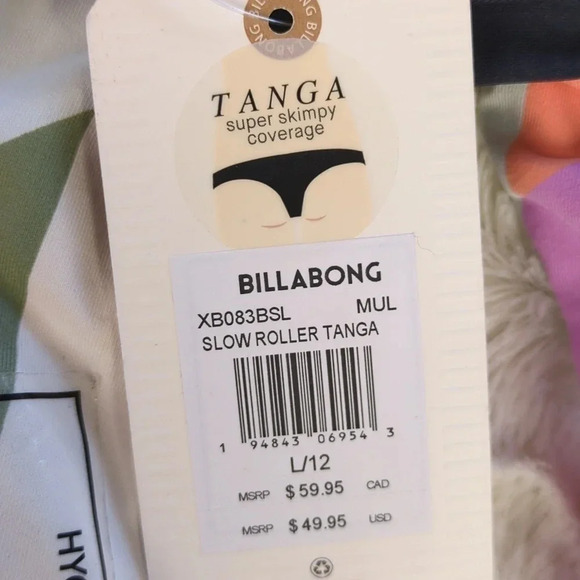 BILLABONG
TANGA
super skimpy
coverage
BILLABONG
XB083BSL MUL
SLOW ROLLER TANGA
1 94843 06954 3
L/12
MSRP $59.95 CAD
MSRP $49.95 USD